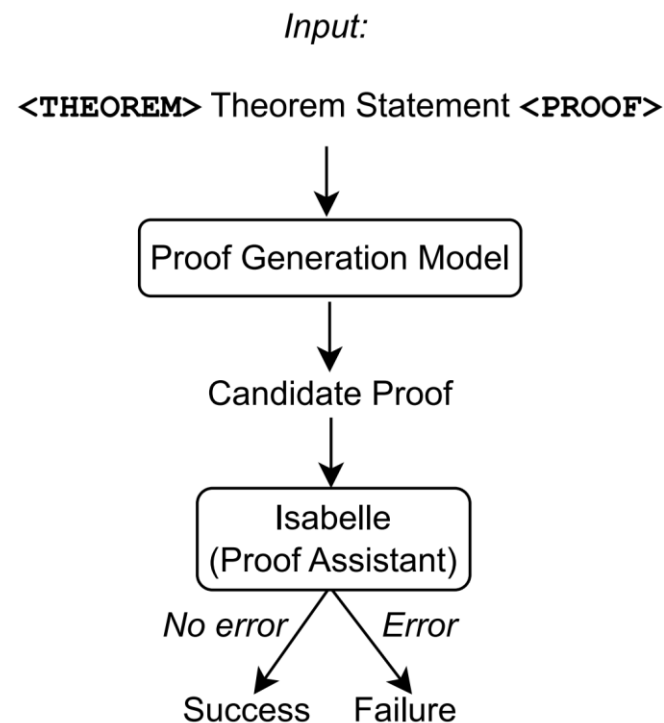 Input:
<THEOREM> Theorem Statement <PROOF>
Proof Generation Model
Candidate Proof
Isabelle
(Proof Assistant)
No error Error
Success Failure